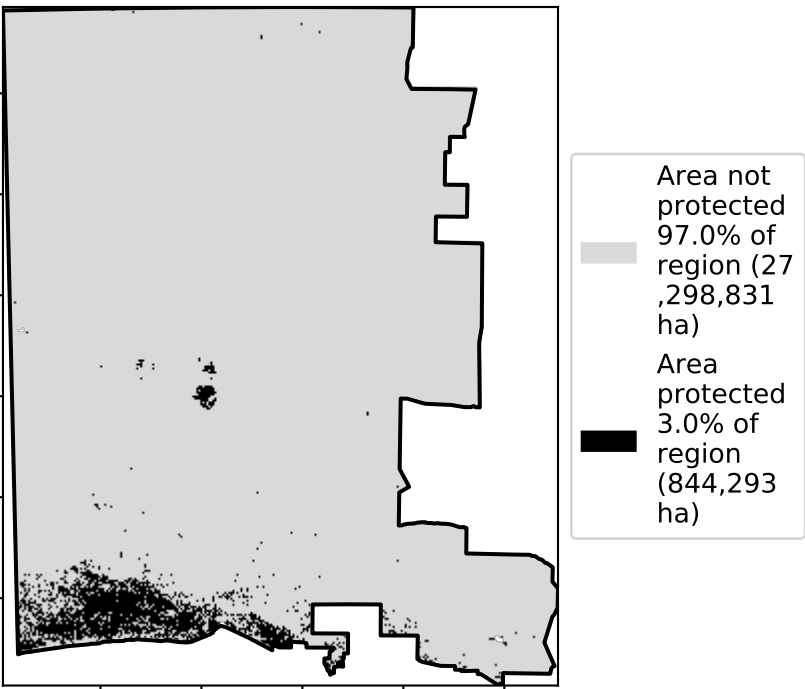 Area not
protected
97.0% of
region (27
,298,831
ha)
Area
protected
3.0% of
region
(844,293
ha)